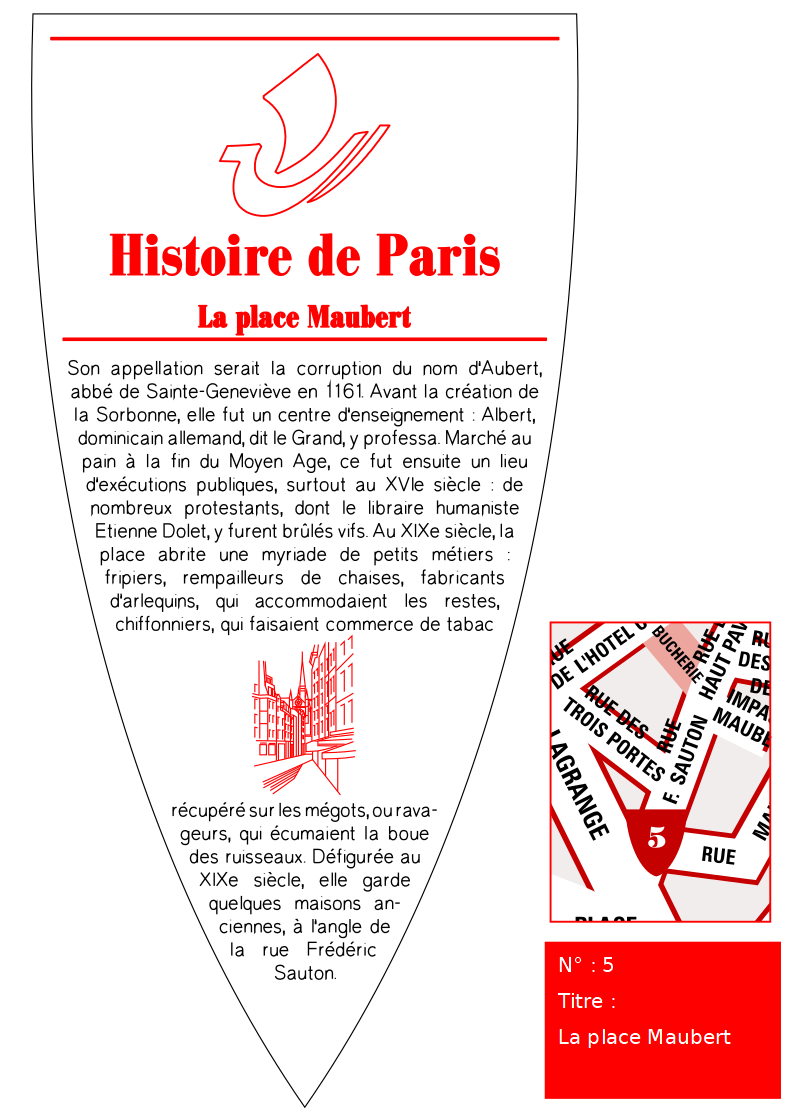 Histoire de Paris
La place Maubert
Son appellation serait la corruption du nom d'Aubert,
abbé de Sainte-Geneviève en 1161. Avant la création de
la Sorbonne, elle fut un centre d'enseignement : Albert,
dominicain allemand, dit le Grand, y professa. Marché au
pain à la fin du Moyen Age, ce fut ensuite un lieu
d'exécutions publiques, surtout au XVIe siècle : de
nombreux protestants, dont le libraire humaniste
Etienne Dolet, y furent brûlés vifs. Au XIXe siècle, la
place abrite une myriade de petits métiers :
fripiers, rempailleurs de chaises, fabricants
d'arlequins, qui accommodaient les restes,
chiffonniers, qui faisaient commerce de tabac
récupéré sur les mégots, ou rava-
geurs, qui écumaient la boue
des ruisseaux. Défigurée au
XIXe siècle, elle garde
quelques maisons an-
ciennes, à l'angle de
la rue Frédéric
Sauton.
RUE
DE L'HOTEL C
BUCHERIE
RUE
HAUT PAV
RU
DES
DE
IMPA
MAUBE
RUE DES
TROIS PORTES
RUE
F. SAUTON
LAGRANGE
MA
5
RUE
PLACE
N° : 5
Titre :
La place Maubert